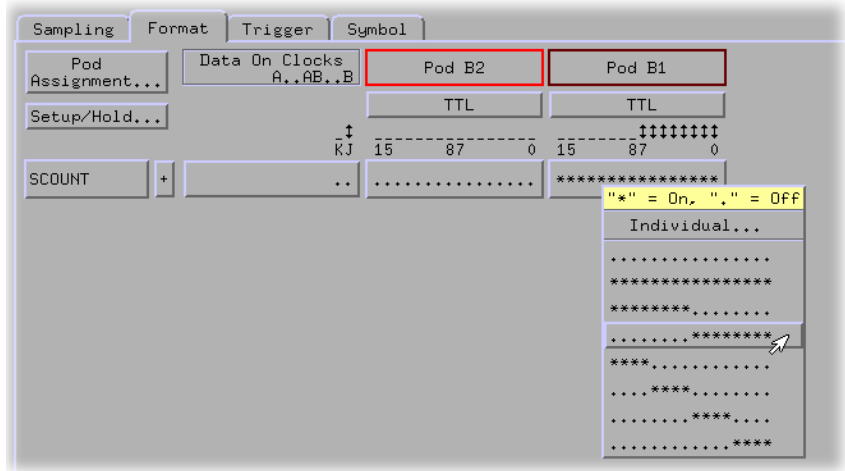 Sampling Format Trigger Symbol
Pod Assignment...
Data On Clocks
A..AB..B
Pod B2
Pod B1
Setup/Hold...
TTL
TTL
_↕
----------------
--------↕↕↕↕↕↕↕↕
KJ
15 87 0
15 87 0
SCOUNT
+
..
................
****************
"*" = On, "." = Off
Individual...
................
****************
********........
........********
****............
....****........
........****....
............****